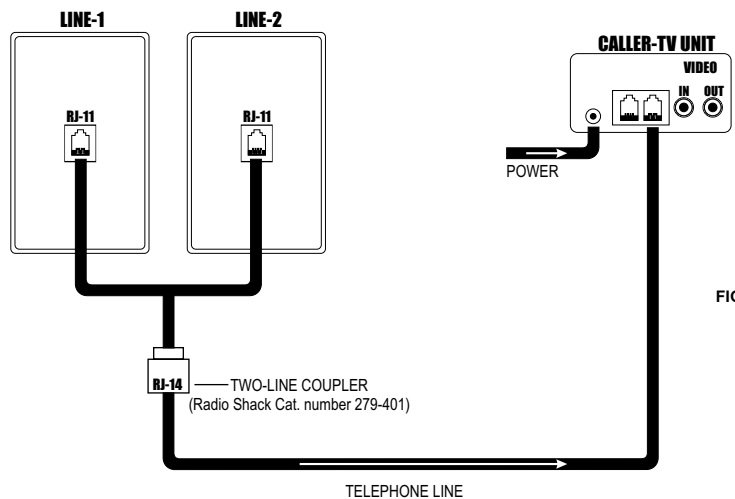 LINE-1
LINE-2
RJ-11
RJ-11
CALLER-TV UNIT
VIDEO
IN OUT
POWER
FIG
RJ-14
TWO-LINE COUPLER
(Radio Shack Cat. number 279-401)
TELEPHONE LINE